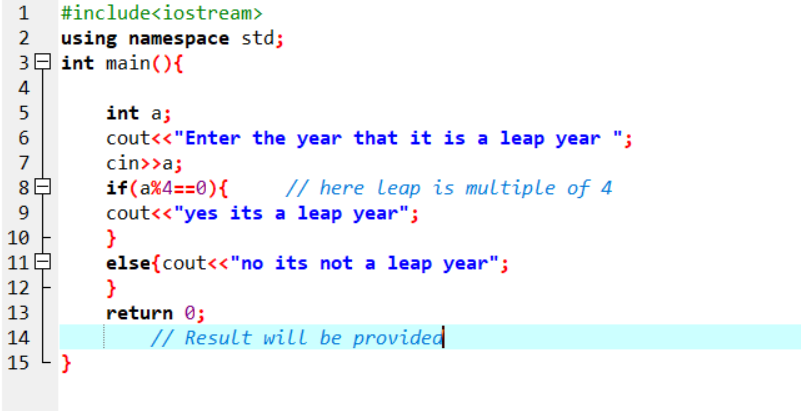 1 #include<iostream>
2 using namespace std;
3 int main(){
4
5 int a;
6 cout<<"Enter the year that it is a leap year ";
7 cin>>a;
8 if(a%4==0){ // here leap is multiple of 4
9 cout<<"yes its a leap year";
10 }
11 else{cout<<"no its not a leap year";
12 }
13 return 0;
14 // Result will be provided
15 }